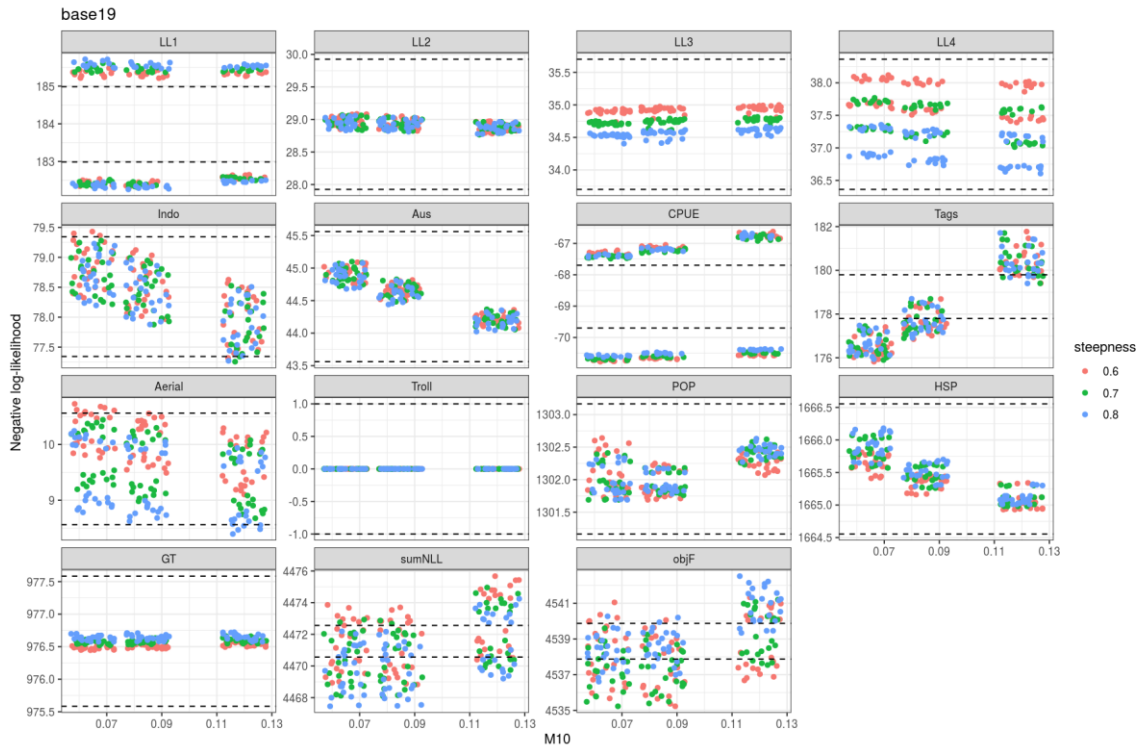 base19
LL1 LL2 LL3 LL4
185 184 183
30.0 29.5 29.0 28.5 28.0
35.5 35.0 34.5 34.0
38.0 37.5 37.0 36.5
Indo Aus CPUE Tags
79.5 79.0 78.5 78.0 77.5
45.5 45.0 44.5 44.0 43.5
-67 -68 -69 -70
182 180 178 176
Aerial Troll POP HSP
10 9
1.0 0.5 0.0 -0.5 -1.0
1303.0 1302.5 1302.0 1301.5
1666.5 1666.0 1665.5 1665.0 1664.5
0.07 0.09 0.11 0.13
GT sumNLL objF
977.5 977.0 976.5 976.0 975.5
4476 4474 4472 4470 4468
4541 4539 4537 4535
0.07 0.09 0.11 0.13 0.07 0.09 0.11 0.13 0.07 0.09 0.11 0.13
M10
Negative log-likelihood
steepness
0.6
0.7
0.8